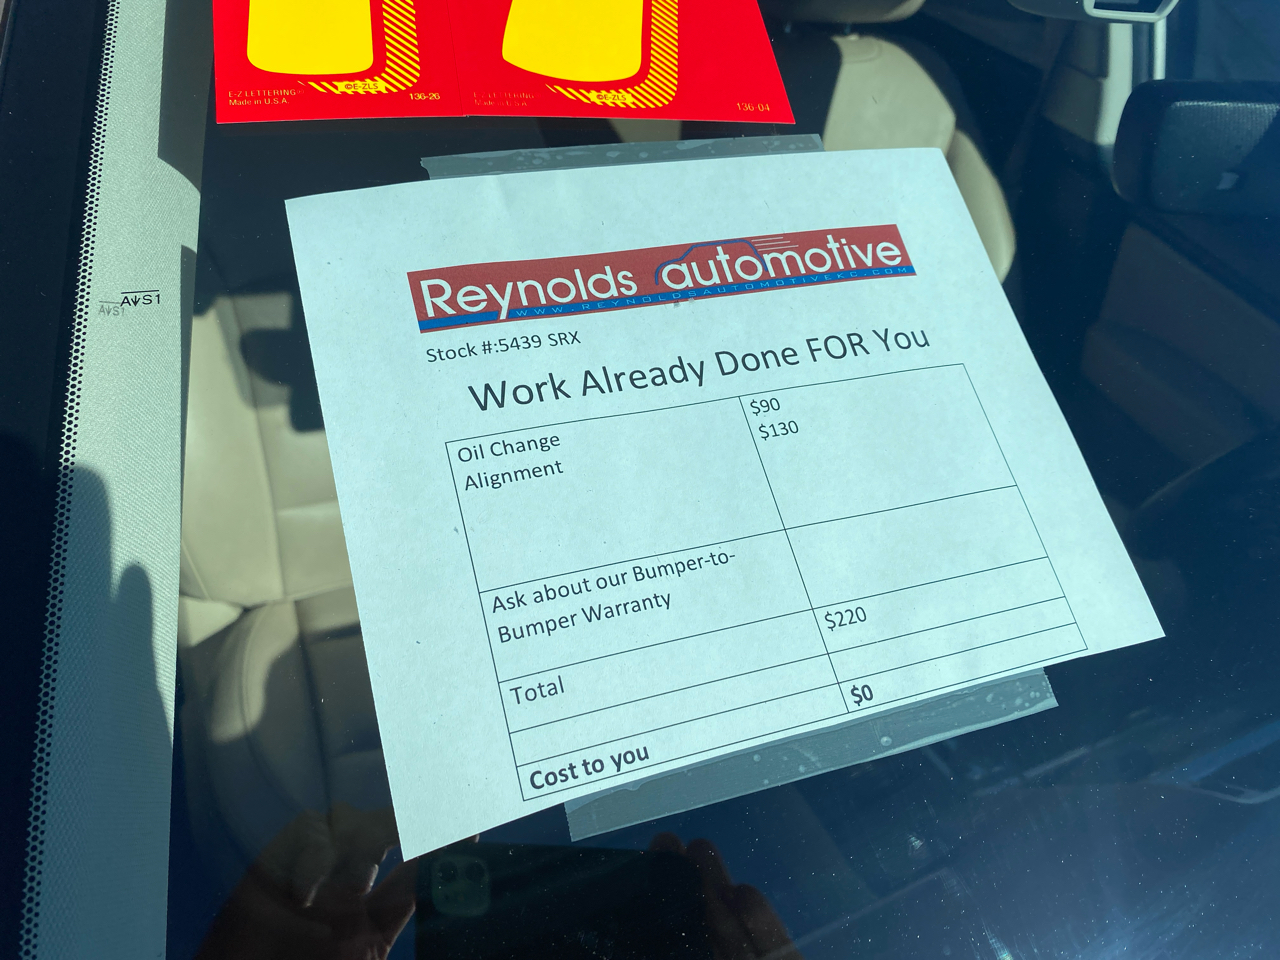 ©E-ZLS
E-Z LETTERING
Made in U.S.A.
136-26
©E-ZLS
136-04
AS1
Reynolds automotive
WWW.REYNOLDSAUTOMOTIVEKC.COM
Stock #:5439 SRX
Work Already Done FOR You
Oil Change $90
Alignment $130
Ask about our Bumper-to-
Bumper Warranty
Total $220
Cost to you $0